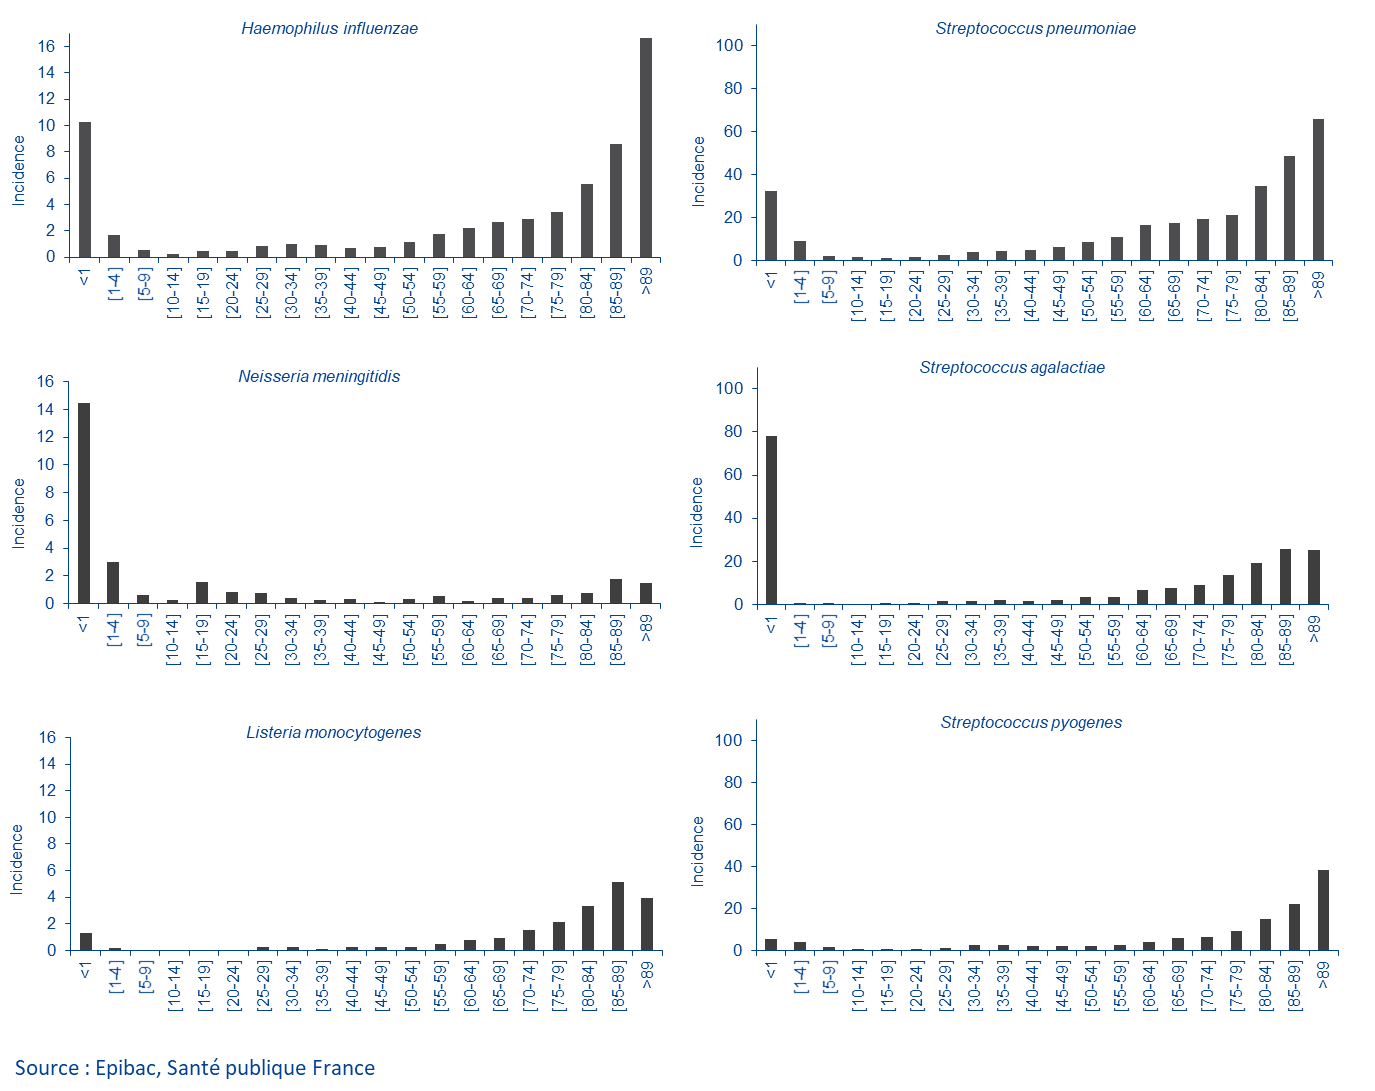 Haemophilus influenzae
Incidence
16
14
12
10
8
6
4
2
0
<1 [1-4] [5-9] [10-14] [15-19] [20-24] [25-29] [30-34] [35-39] [40-44] [45-49] [50-54] [55-59] [60-64] [65-69] [70-74] [75-79] [80-84] [85-89] >89
Streptococcus pneumoniae
Incidence
100
80
60
40
20
0
<1 [1-4] [5-9] [10-14] [15-19] [20-24] [25-29] [30-34] [35-39] [40-44] [45-49] [50-54] [55-59] [60-64] [65-69] [70-74] [75-79] [80-84] [85-89] >89
Neisseria meningitidis
Incidence
16
14
12
10
8
6
4
2
0
<1 [1-4] [5-9] [10-14] [15-19] [20-24] [25-29] [30-34] [35-39] [40-44] [45-49] [50-54] [55-59] [60-64] [65-69] [70-74] [75-79] [80-84] [85-89] >89
Streptococcus agalactiae
Incidence
100
80
60
40
20
0
<1 [1-4] [5-9] [10-14] [15-19] [20-24] [25-29] [30-34] [35-39] [40-44] [45-49] [50-54] [55-59] [60-64] [65-69] [70-74] [75-79] [80-84] [85-89] >89
Listeria monocytogenes
Incidence
16
14
12
10
8
6
4
2
0
<1 [1-4] [5-9] [10-14] [15-19] [20-24] [25-29] [30-34] [35-39] [40-44] [45-49] [50-54] [55-59] [60-64] [65-69] [70-74] [75-79] [80-84] [85-89] >89
Streptococcus pyogenes
Incidence
100
80
60
40
20
0
<1 [1-4] [5-9] [10-14] [15-19] [20-24] [25-29] [30-34] [35-39] [40-44] [45-49] [50-54] [55-59] [60-64] [65-69] [70-74] [75-79] [80-84] [85-89] >89
Source : Epibac, Santé publique France